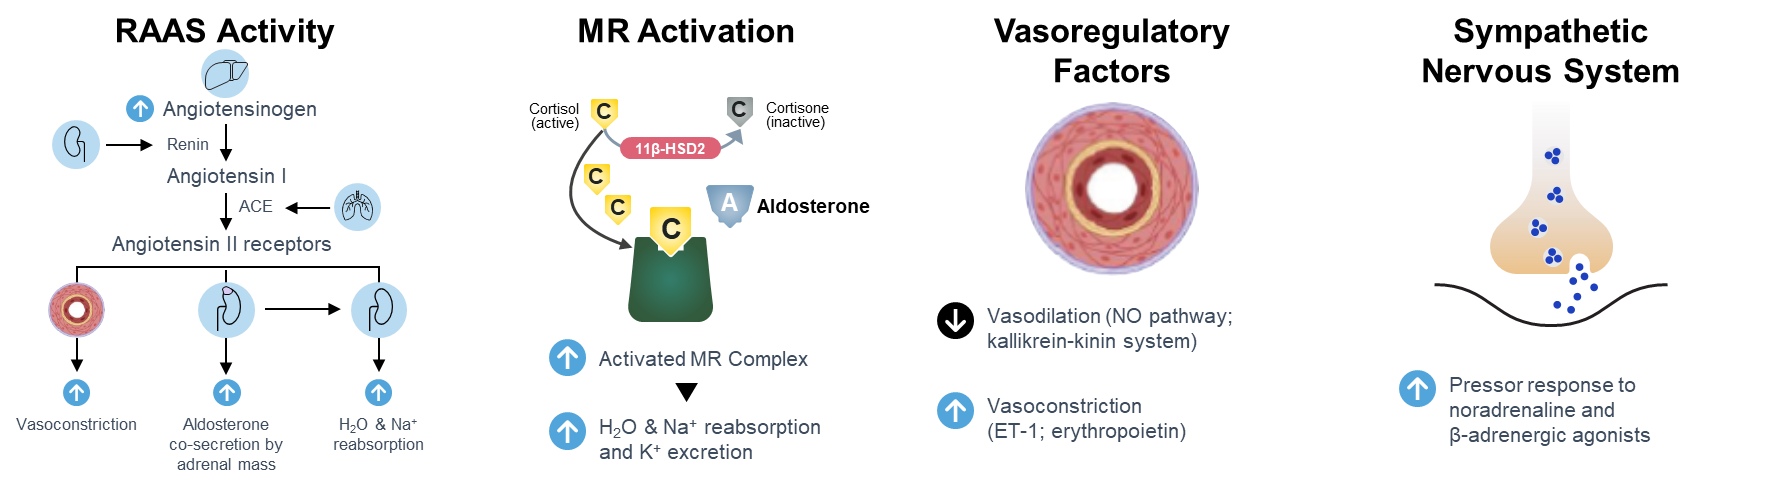 RAAS Activity
Angiotensinogen
Renin
Angiotensin I
ACE
Angiotensin II receptors
Vasoconstriction
Aldosterone
co-secretion by
adrenal mass
H₂O & Na⁺
reabsorption
MR Activation
Cortisol
(active)
C
C
Cortisone
(inactive)
11β-HSD2
C
C
C
A
Aldosterone
Activated MR Complex
H₂O & Na⁺ reabsorption
and K⁺ excretion
Vasoregulatory
Factors
Vasodilation (NO pathway;
kallikrein-kinin system)
Vasoconstriction
(ET-1; erythropoietin)
Sympathetic
Nervous System
Pressor response to
noradrenaline and
β-adrenergic agonists